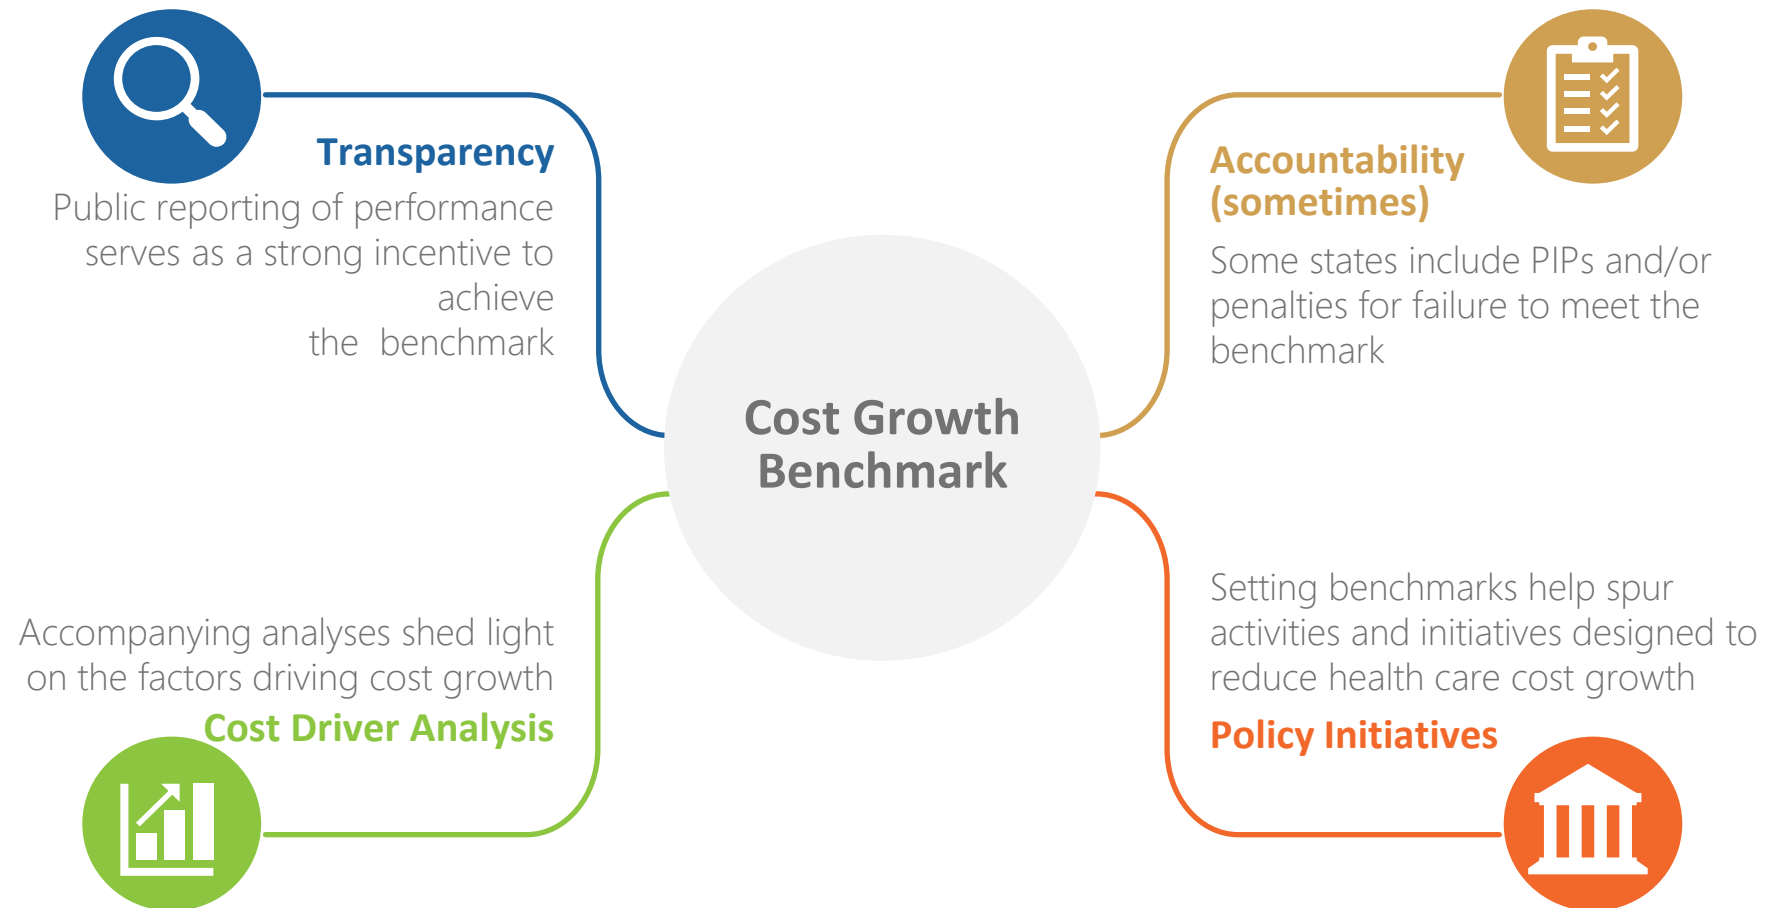 Transparency
Public reporting of performance
serves as a strong incentive to
achieve
the benchmark
Accountability
(sometimes)
Some states include PIPs and/or
penalties for failure to meet the
benchmark
Cost Growth
Benchmark
Accompanying analyses shed light
on the factors driving cost growth
Cost Driver Analysis
Setting benchmarks help spur
activities and initiatives designed to
reduce health care cost growth
Policy Initiatives